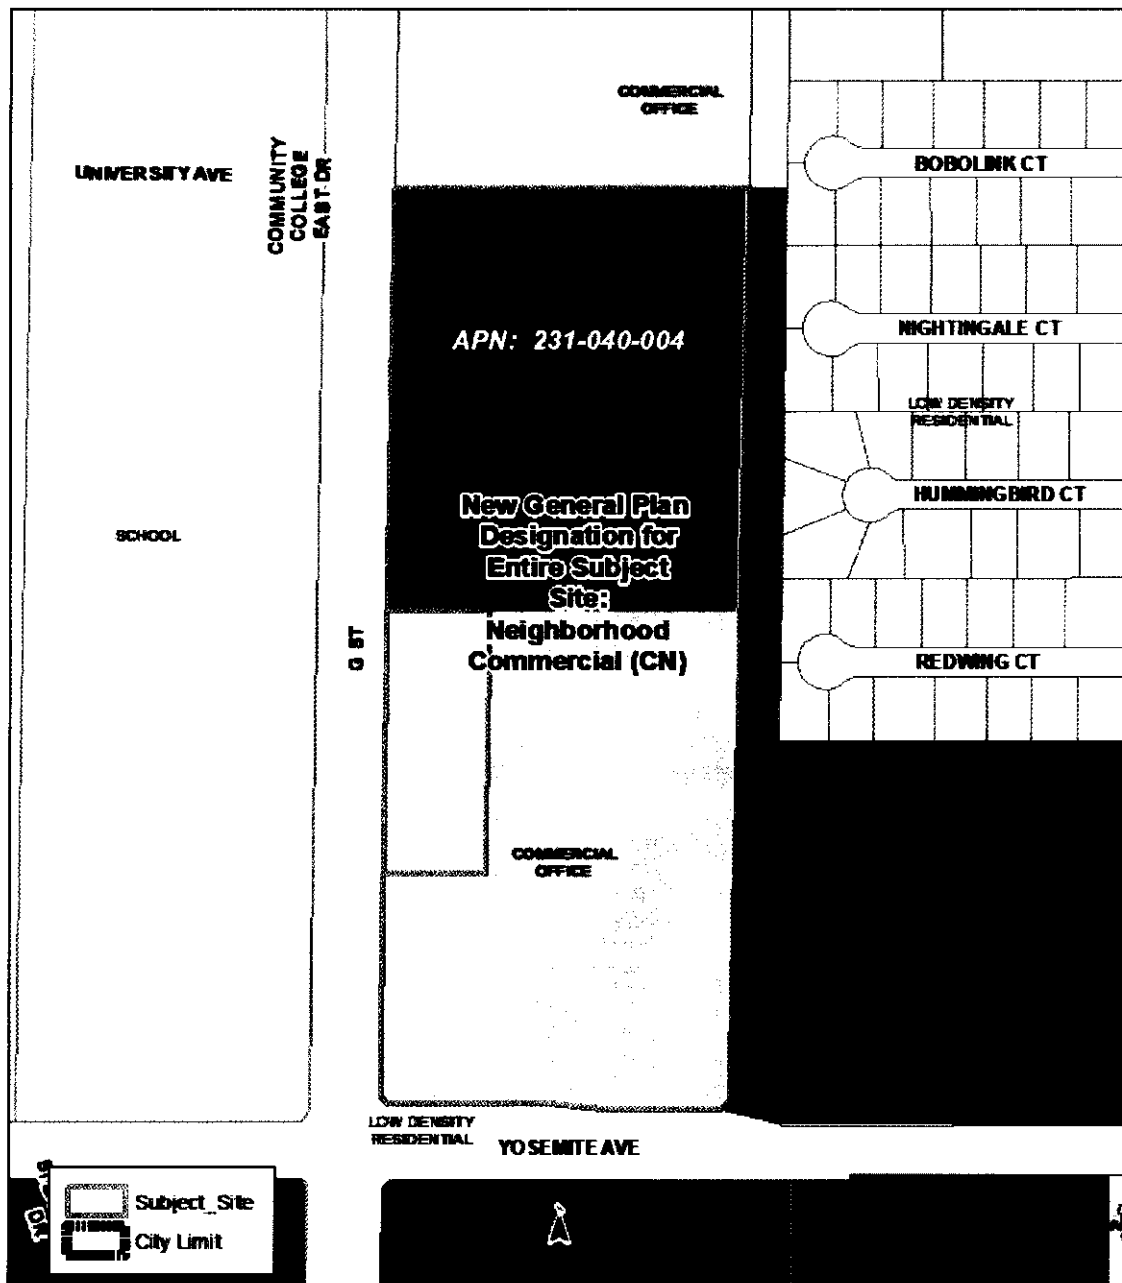 COMMERCIAL
OFFICE
UNIVERSITY AVE
COMMUNITY
COLLEGE
EAST DR
BOBOLINK CT
APN: 231-040-004
NIGHTINGALE CT
LOW DENSITY
RESIDENTIAL
HUMMINGBIRD CT
New General Plan
Designation for
Entire Subject
Site:
Neighborhood
Commercial (CN)
SCHOOL
G ST
REDWING CT
COMMERCIAL
OFFICE
LOW DENSITY
RESIDENTIAL
YOSEMITE AVE
Subject_Site
City Limit